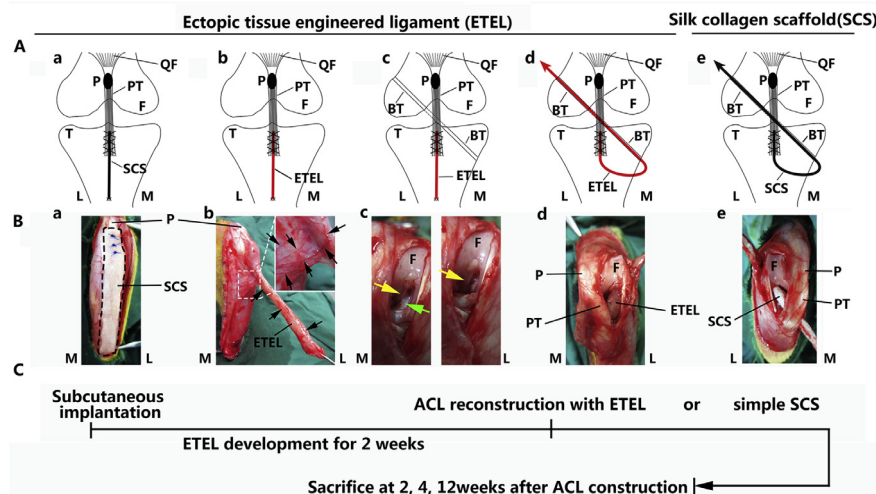 Ectopic tissue engineered ligament (ETEL) Silk collagen scaffold(SCS)
A
a b c d e
QF QF QF QF QF
P P P P P
PT PT PT PT PT
F F F F F
BT BT BT
T T T T T
BT BT BT
SCS ETEL ETEL ETEL SCS
L M L M L M L M L M
B
a P b c d e
F F F F
P P
SCS
ETEL PT ETEL SCS PT
M L M L M L M L M L
C
Subcutaneous
implantation
ACL reconstruction with ETEL or simple SCS
ETEL development for 2 weeks
Sacrifice at 2, 4, 12weeks after ACL construction